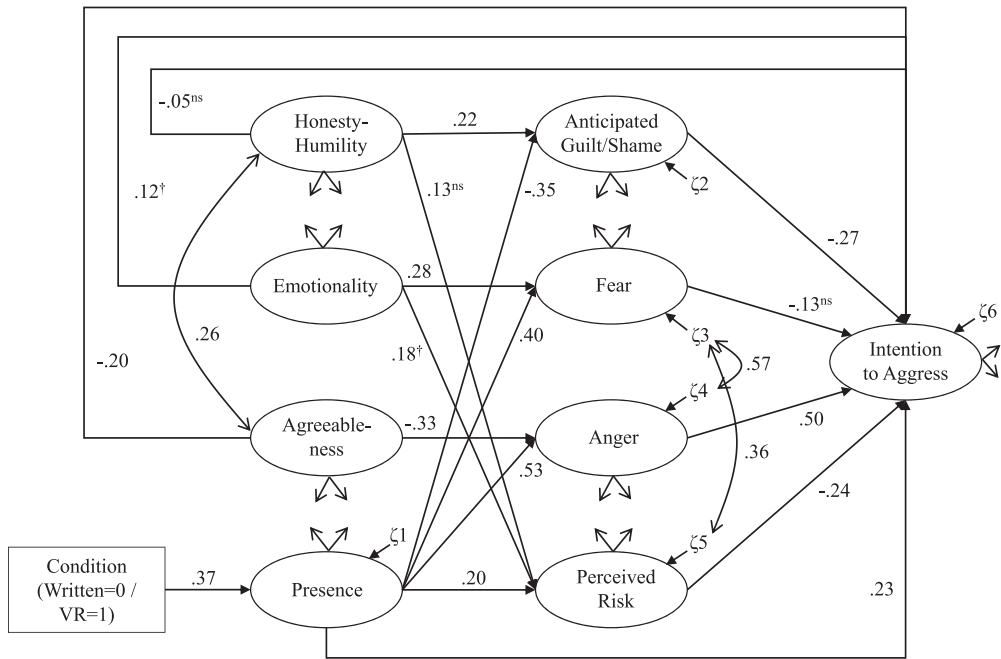 -.05ns
Honesty-
Humility
.22
Anticipated
Guilt/Shame
.12†
.13ns
-.35
ζ2
-.27
Emotionality
.28
Fear
-.13ns
ζ6
.26
.18†
.40
ζ3
-.20
.57
Intention
to Aggress
ζ4
Agreeable-
ness
-.33
Anger
.50
.53
.36
-.24
ζ1
ζ5
Condition
(Written=0 /
VR=1)
.37
Presence
.20
Perceived
Risk
.23